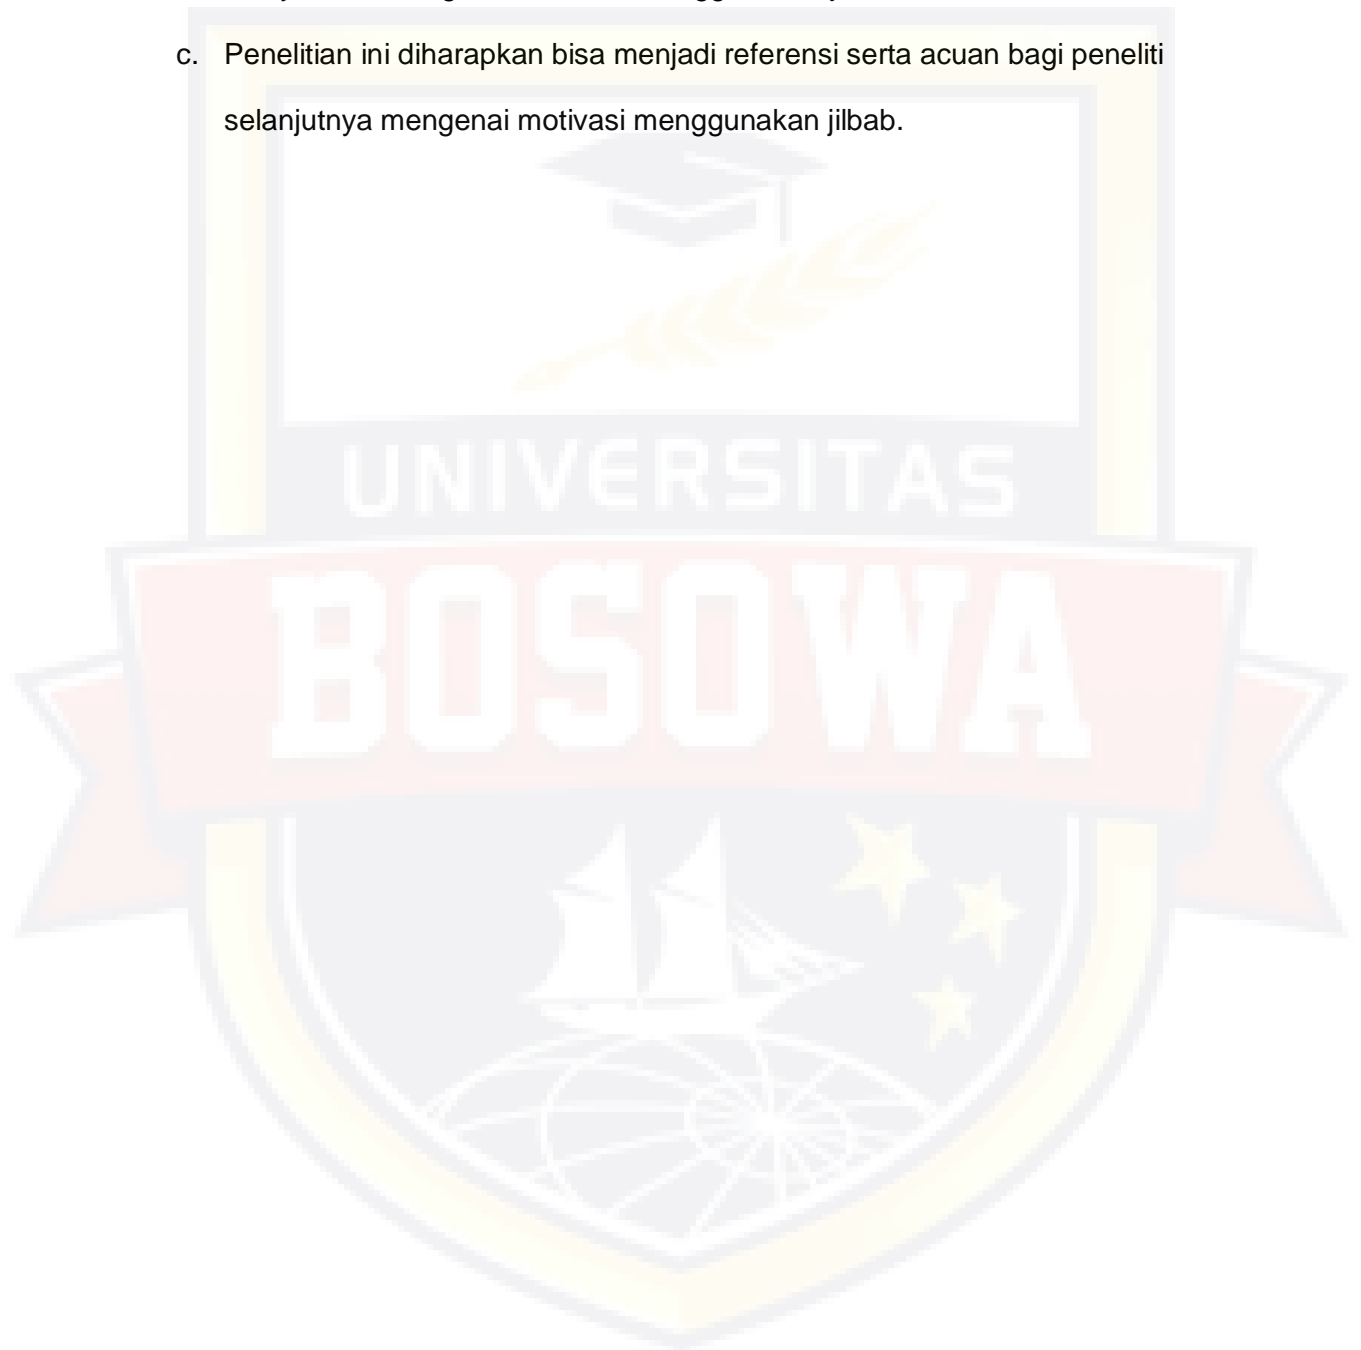 c. Penelitian ini diharapkan bisa menjadi referensi serta acuan bagi peneliti
selanjutnya mengenai motivasi menggunakan jilbab.
UNIVERSITAS
BOSOWA